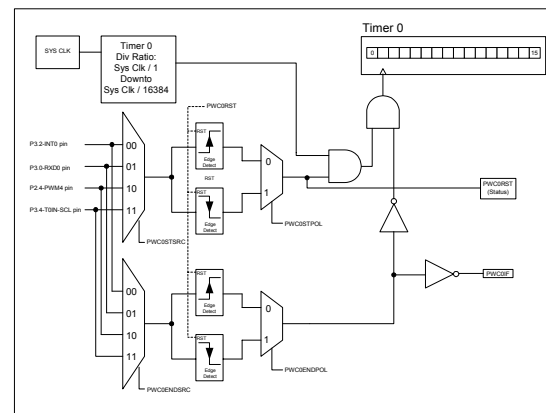 Timer 0
SYS CLK
Timer 0
Div Ratio:
Sys Clk / 1
Downto
Sys Clk / 16384
0
15
PWC0RST
P3.2-INT0 pin
P3.0-RXD0 pin
P2.4-PWM4 pin
P3.4-T0IN-SCL pin
00
01
10
11
RST
Edge
Detect
RST
RST
Edge
Detect
0
1
PWC0STSRC
PWC0STPOL
PWC0RST
(Status)
00
01
10
11
RST
Edge
Detect
RST
Edge
Detect
0
1
PWC0IF
PWC0ENDSRC
PWC0ENDPOL